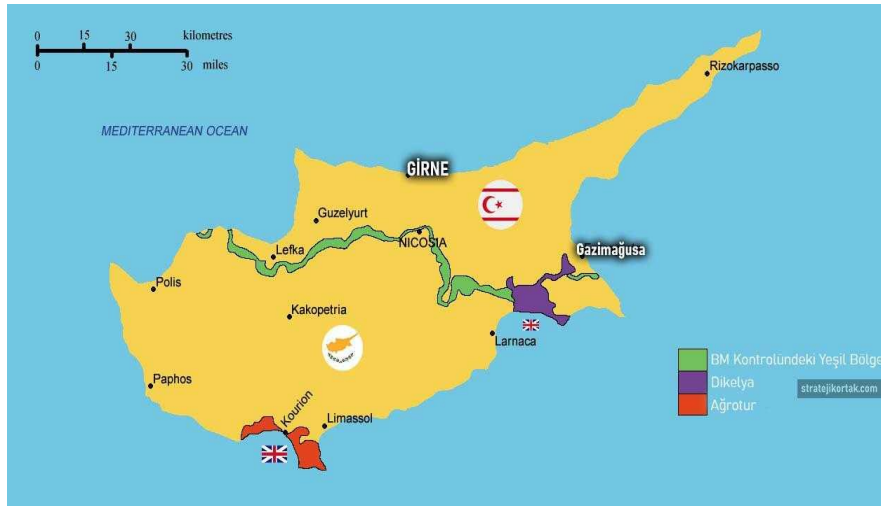 0 15 30 kilometres
0 15 30 miles
MEDITERRANEAN OCEAN
Rizokarpasso
GİRNE
Guzelyurt
NICOSIA
Gazimağusa
Lefka
Polis
Kakopetria
Larnaca
Paphos
Kourion
Limassol
BM Kontrolündeki Yeşil Bölge
Dikelya
stratejikortak.com
Ağrotur